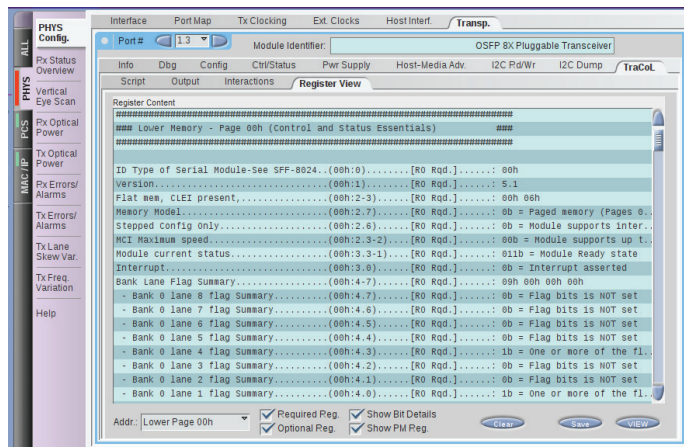 Interface Port Map Tx Clocking Ext. Clocks Host Interf. Transp.
PHYS Config.
Port # 1.3 Module Identifier: OSFP 8X Pluggable Transceiver
ALL
Rx Status Overview
Info Dbg Config Ctrl/Status Pwr Supply Host-Media Adv. I2C Rd/Wr I2C Dump TraCoL
Script Output Interactions Register View
PHYS
Vertical Eye Scan
Register Content
############################################################################
### Lower Memory - Page 00h (Control and Status Essentials) ###
############################################################################
PCS
Rx Optical Power
Tx Optical Power
MAC / IP
Rx Errors/ Alarms
Tx Errors/ Alarms
Tx Lane Skew Var.
Tx Freq. Variation
Help
ID Type of Serial Module-See SFF-8024..(00h:0).......[RO Rqd.]......: 00h
Version................................(00h:1).......[RO Rqd.]......: 5.1
Flat mem, CLEI present,................(00h:2-3).....[RO Rqd.]......: 00h 06h
Memory Model...........................(00h:2.7).....[RO Rqd.]......: 0b = Paged memory (Pages 0..
Stepped Config Only....................(00h:2.6).....[RO Rqd.]......: 0b = Module supports inter..
MCI Maximum speed......................(00h:2.3-2)...[RO Rqd.]......: 00b = Module supports up t..
Module current status..................(00h:3.3-1)...[RO Rqd.]......: 011b = Module Ready state
Interrupt..............................(00h:3.0).....[RO Rqd.]......: 0b = Interrupt asserted
Bank Lane Flag Summary.................(00h:4-7).....[RO Rqd.]......: 09h 00h 00h 00h
- Bank 0 lane 8 flag Summary...........(00h:4.7).....[RO Rqd.]......: 0b = Flag bits is NOT set
- Bank 0 lane 7 flag Summary...........(00h:4.6).....[RO Rqd.]......: 0b = Flag bits is NOT set
- Bank 0 lane 6 flag Summary...........(00h:4.5).....[RO Rqd.]......: 0b = Flag bits is NOT set
- Bank 0 lane 5 flag Summary...........(00h:4.4).....[RO Rqd.]......: 0b = Flag bits is NOT set
- Bank 0 lane 4 flag Summary...........(00h:4.3).....[RO Rqd.]......: 1b = One or more of the fl..
- Bank 0 lane 3 flag Summary...........(00h:4.2).....[RO Rqd.]......: 0b = Flag bits is NOT set
- Bank 0 lane 2 flag Summary...........(00h:4.1).....[RO Rqd.]......: 0b = Flag bits is NOT set
- Bank 0 lane 1 flag Summary...........(00h:4.0).....[RO Rqd.]......: 1b = One or more of the fl..
Addr.: Lower Page 00h Required Reg. Show Bit Details Clear Save VIEW
Optional Reg. Show PM Reg.